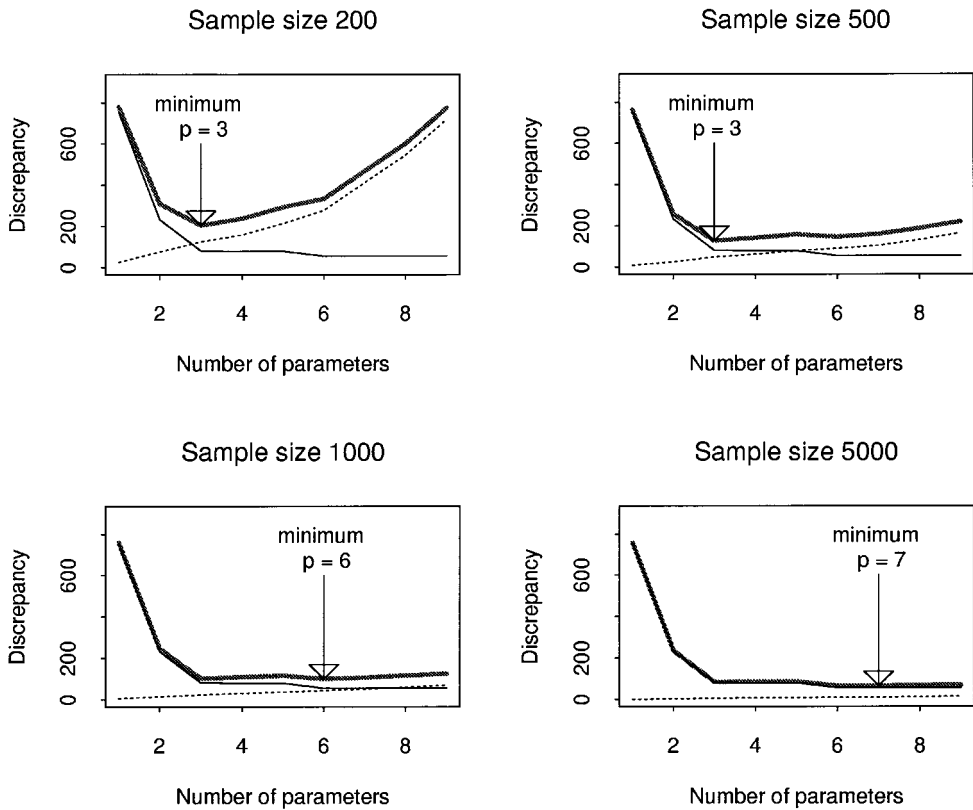 Sample size 200
Discrepancy
0 200 600
minimum
p = 3
2 4 6 8
Number of parameters
Sample size 500
Discrepancy
0 200 600
minimum
p = 3
2 4 6 8
Number of parameters
Sample size 1000
Discrepancy
0 200 600
minimum
p = 6
2 4 6 8
Number of parameters
Sample size 5000
Discrepancy
0 200 600
minimum
p = 7
2 4 6 8
Number of parameters